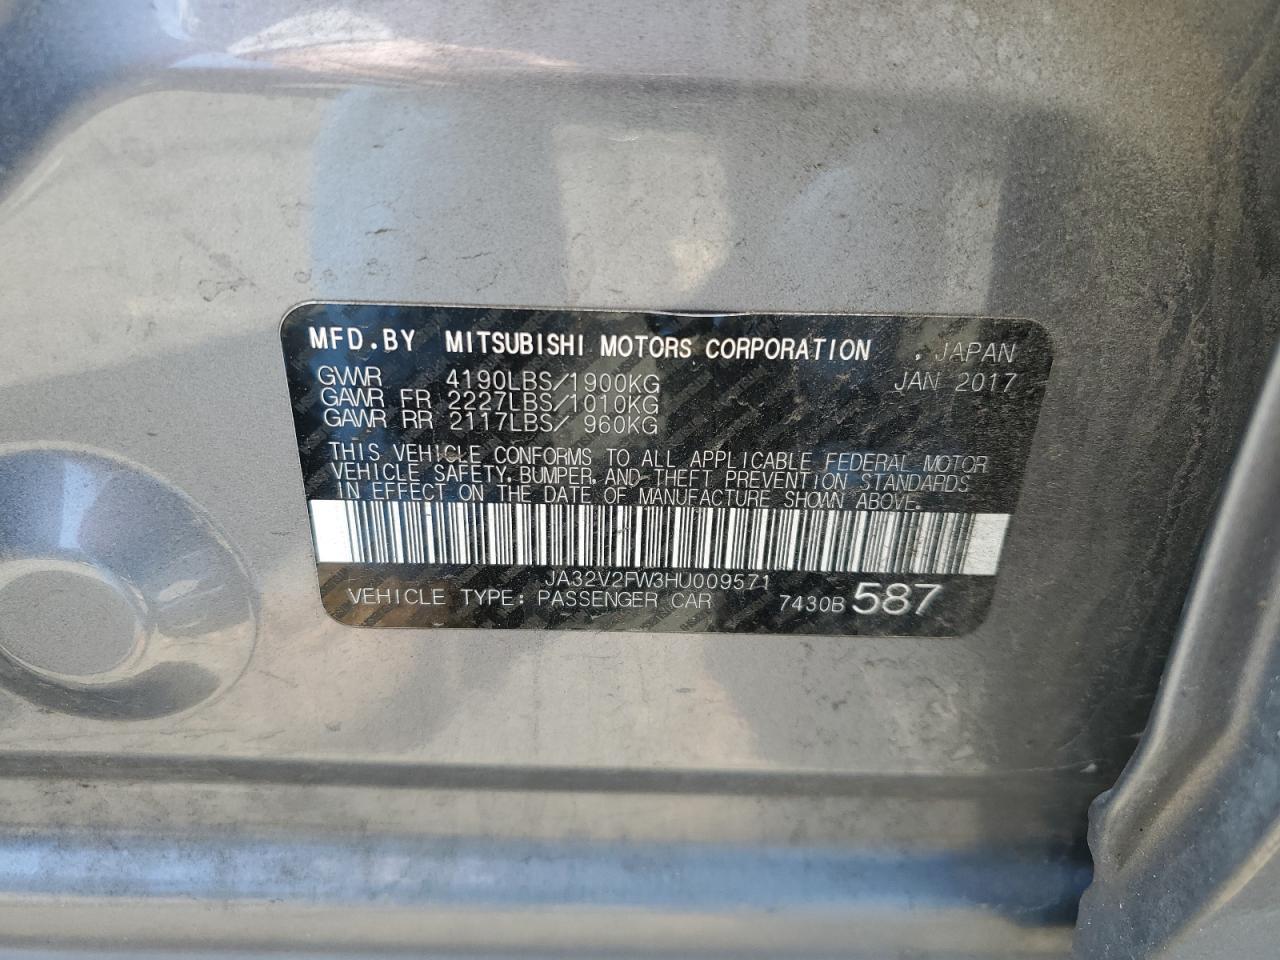 MFD.BY MITSUBISHI MOTORS CORPORATION , JAPAN
GVWR 4190LBS/1900KG JAN 2017
GAWR FR 2227LBS/1010KG
GAWR RR 2117LBS/ 960KG
THIS VEHICLE CONFORMS TO ALL APPLICABLE FEDERAL MOTOR
VEHICLE SAFETY, BUMPER, AND THEFT PREVENTION STANDARDS
IN EFFECT ON THE DATE OF MANUFACTURE SHOWN ABOVE.
JA32V2FW3HU009571
VEHICLE TYPE: PASSENGER CAR 7430B 587